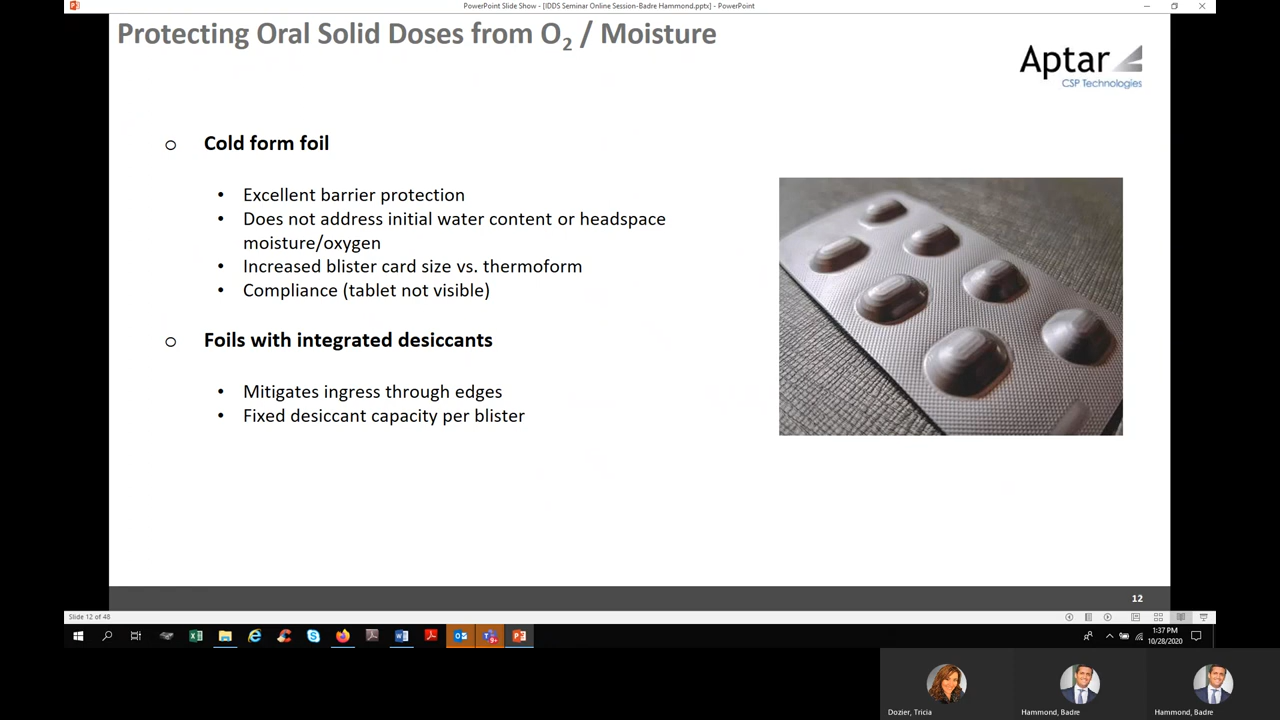 PowerPoint Slide Show - [IDDS Seminar Online Session-Badre Hammond.pptx] - PowerPoint
Protecting Oral Solid Doses from O2 / Moisture
Aptar
CSP Technologies
o Cold form foil
• Excellent barrier protection
• Does not address initial water content or headspace
moisture/oxygen
• Increased blister card size vs. thermoform
• Compliance (tablet not visible)
o Foils with integrated desiccants
• Mitigates ingress through edges
• Fixed desiccant capacity per blister
12
Slide 12 of 48
1:37 PM
10/28/2020
Dozier, Tricia
Hammond, Badre
Hammond, Badre